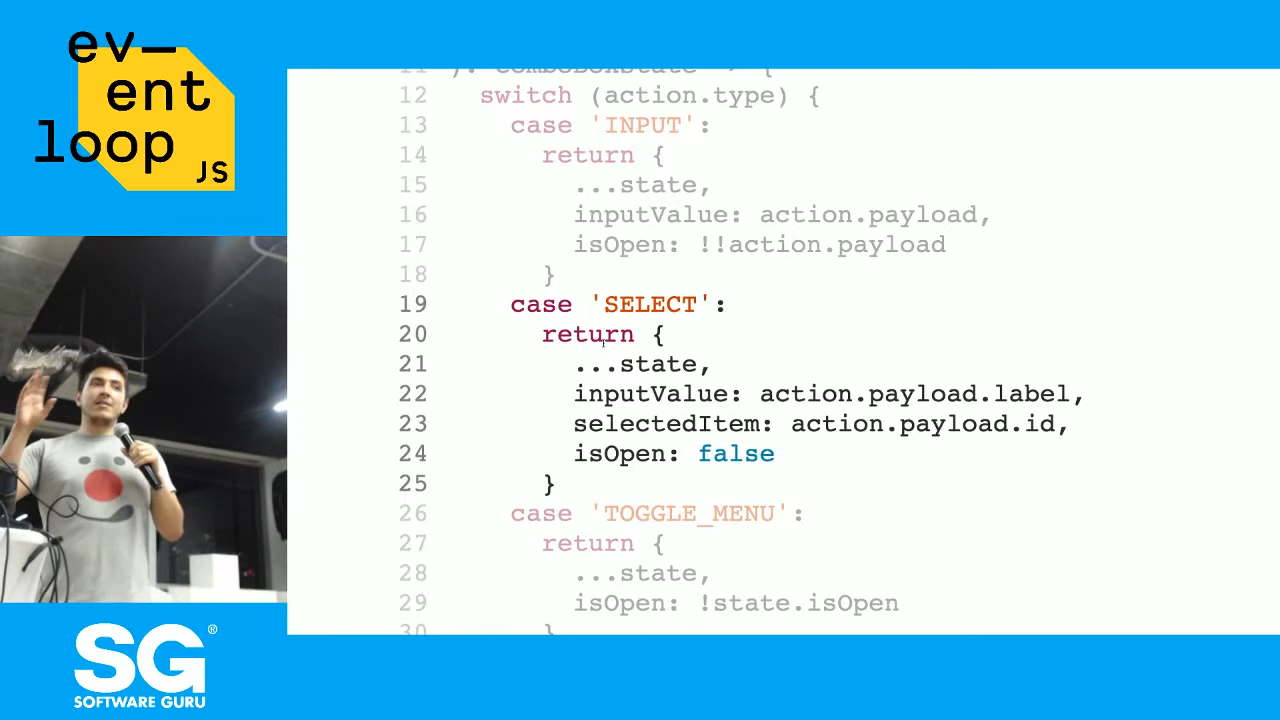 ev—
ent
loop
JS
11 ): ComboBoxState => {
12 switch (action.type) {
13 case 'INPUT':
14 return {
15 ...state,
16 inputValue: action.payload,
17 isOpen: !!action.payload
18 }
19 case 'SELECT':
20 return {
21 ...state,
22 inputValue: action.payload.label,
23 selectedItem: action.payload.id,
24 isOpen: false
25 }
26 case 'TOGGLE_MENU':
27 return {
28 ...state,
29 isOpen: !state.isOpen
30 }
SG®
SOFTWARE GURU